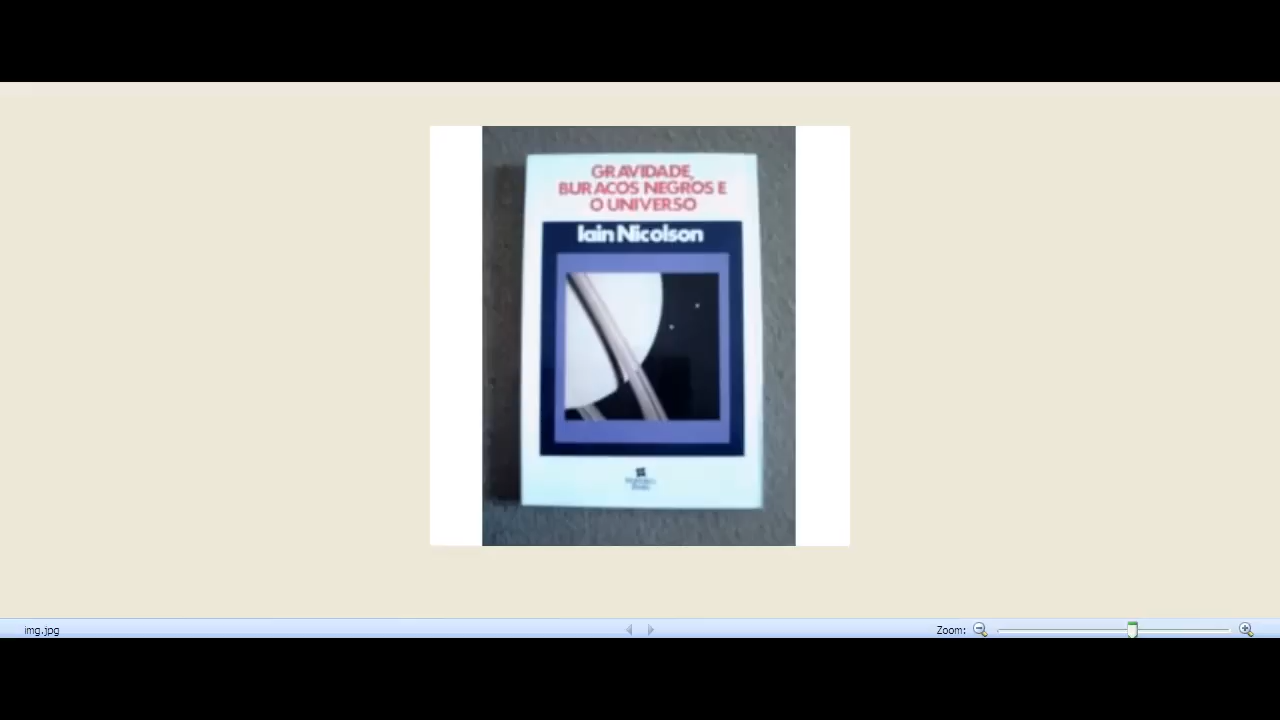 GRAVIDADE,
BURACOS NEGROS E
O UNIVERSO
Iain Nicolson
img.jpg
Zoom: